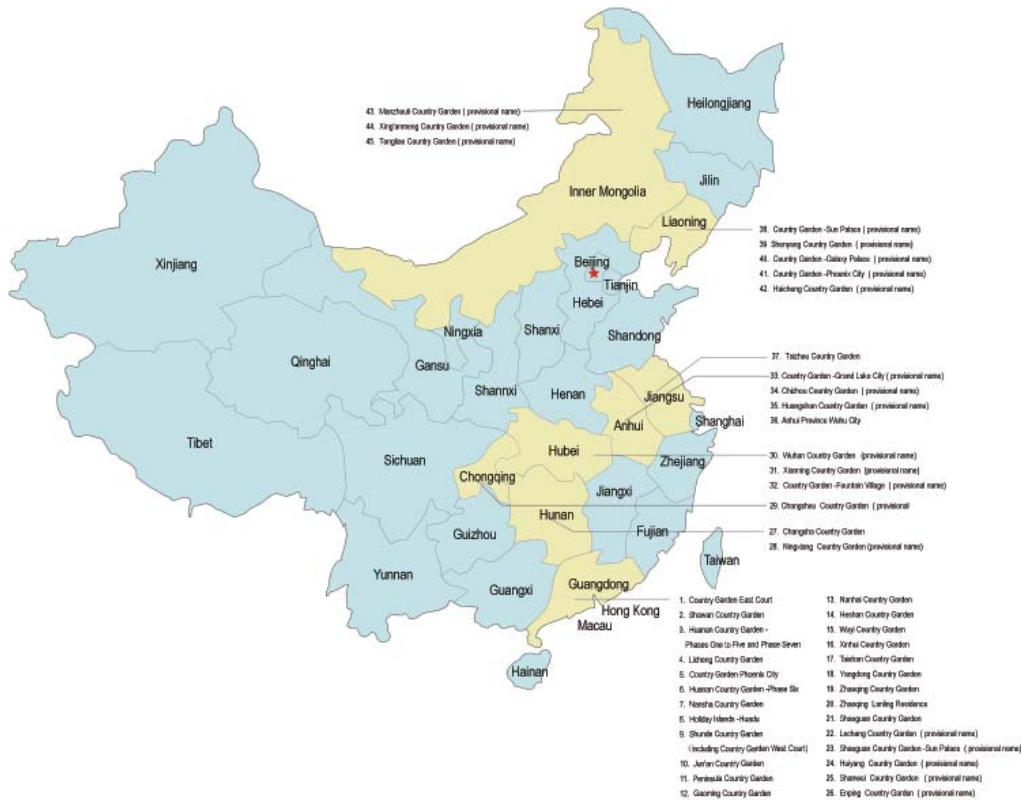 Heilongjiang
43. Manzhouli Country Garden ( provisional name)
44. Xing'anmeng Country Garden ( provisional name)
45. Tongliao Country Garden ( provisional name)
Jilin
Inner Mongolia
Liaoning
38. Country Garden -Sun Palace ( provisional name)
39 Shenyang Country Garden ( provisional name)
40. Country Garden -Galaxy Palace ( provisional name)
41. Country Garden -Phoenix City ( provisional name)
42. Haicheng Country Garden ( provisional name)
Xinjiang
Beijing
Tianjin
Hebei
Ningxia
Shanxi
Shandong
Qinghai
Gansu
Shannxi
Henan
37. Taizhou Country Garden
33. Country Garden -Grand Lake City ( provisional name)
34. Chizhou Country Garden ( provisional name)
35. Huangshan Country Garden ( provisional name)
36. Anhui Province Wuhu City
Jiangsu
Anhui
Shanghai
Tibet
Sichuan
Hubei
Zhejiang
30. Wuhan Country Garden (provisional name)
31. Xianning Country Garden (provisional name)
32. Country Garden -Fountain Village ( provisional name)
Chongqing
Jiangxi
29. Changshou Country Garden ( provisional
Hunan
Guizhou
Fujian
27. Changsha Country Garden
28. Ningxiang Country Garden (provisional name)
Taiwan
Yunnan
Guangxi
Guangdong
Hong Kong
Macau
Hainan
1. Country Garden East Court
2. Shawan Country Garden
3. Huanan Country Garden -
Phases One to Five and Phase Seven
4. Licheng Country Garden
5. Country Garden Phoenix City
6. Huanan Country Garden -Phase Six
7. Nansha Country Garden
8. Holiday Islands -Huadu
9. Shunde Country Garden
(including Country Garden West Court)
10. Jun'an Country Garden
11. Peninsula Country Garden
12. Gaoming Country Garden
13. Nanhai Country Garden
14. Heshan Country Garden
15. Wuyi Country Garden
16. Xinhui Country Garden
17. Taishan Country Garden
18. Yangdong Country Garden
19. Zhaoqing Country Garden
20. Zhaoqing Lanling Residence
21. Shaoguan Country Garden
22. Lechang Country Garden ( provisional name)
23. Shaoguan Country Garden -Sun Palace ( provisional name)
24. Huiyang Country Garden ( provisional name)
25. Shanwei Country Garden ( provisional name)
26. Enping Country Garden ( provisional name)